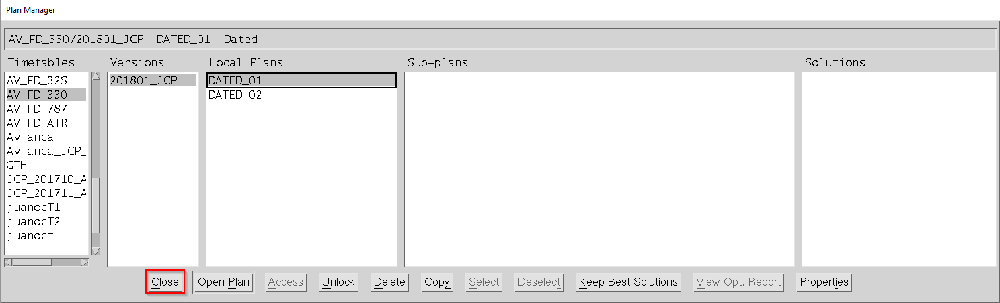 Plan Manager
AV_FD_330/201801_JCP DATED_01 Dated
Timetables Versions Local Plans Sub-plans Solutions
AV_FD_32S 201801_JCP DATED_01
AV_FD_330 DATED_02
AV_FD_787
AV_FD_ATR
Avianca
Avianca_JCP_
GTH
JCP_201710_A
JCP_201711_A
juanocT1
juanocT2
juanoct
Close Open Plan Access Unlock Delete Copy Select Deselect Keep Best Solutions View Opt. Report Properties